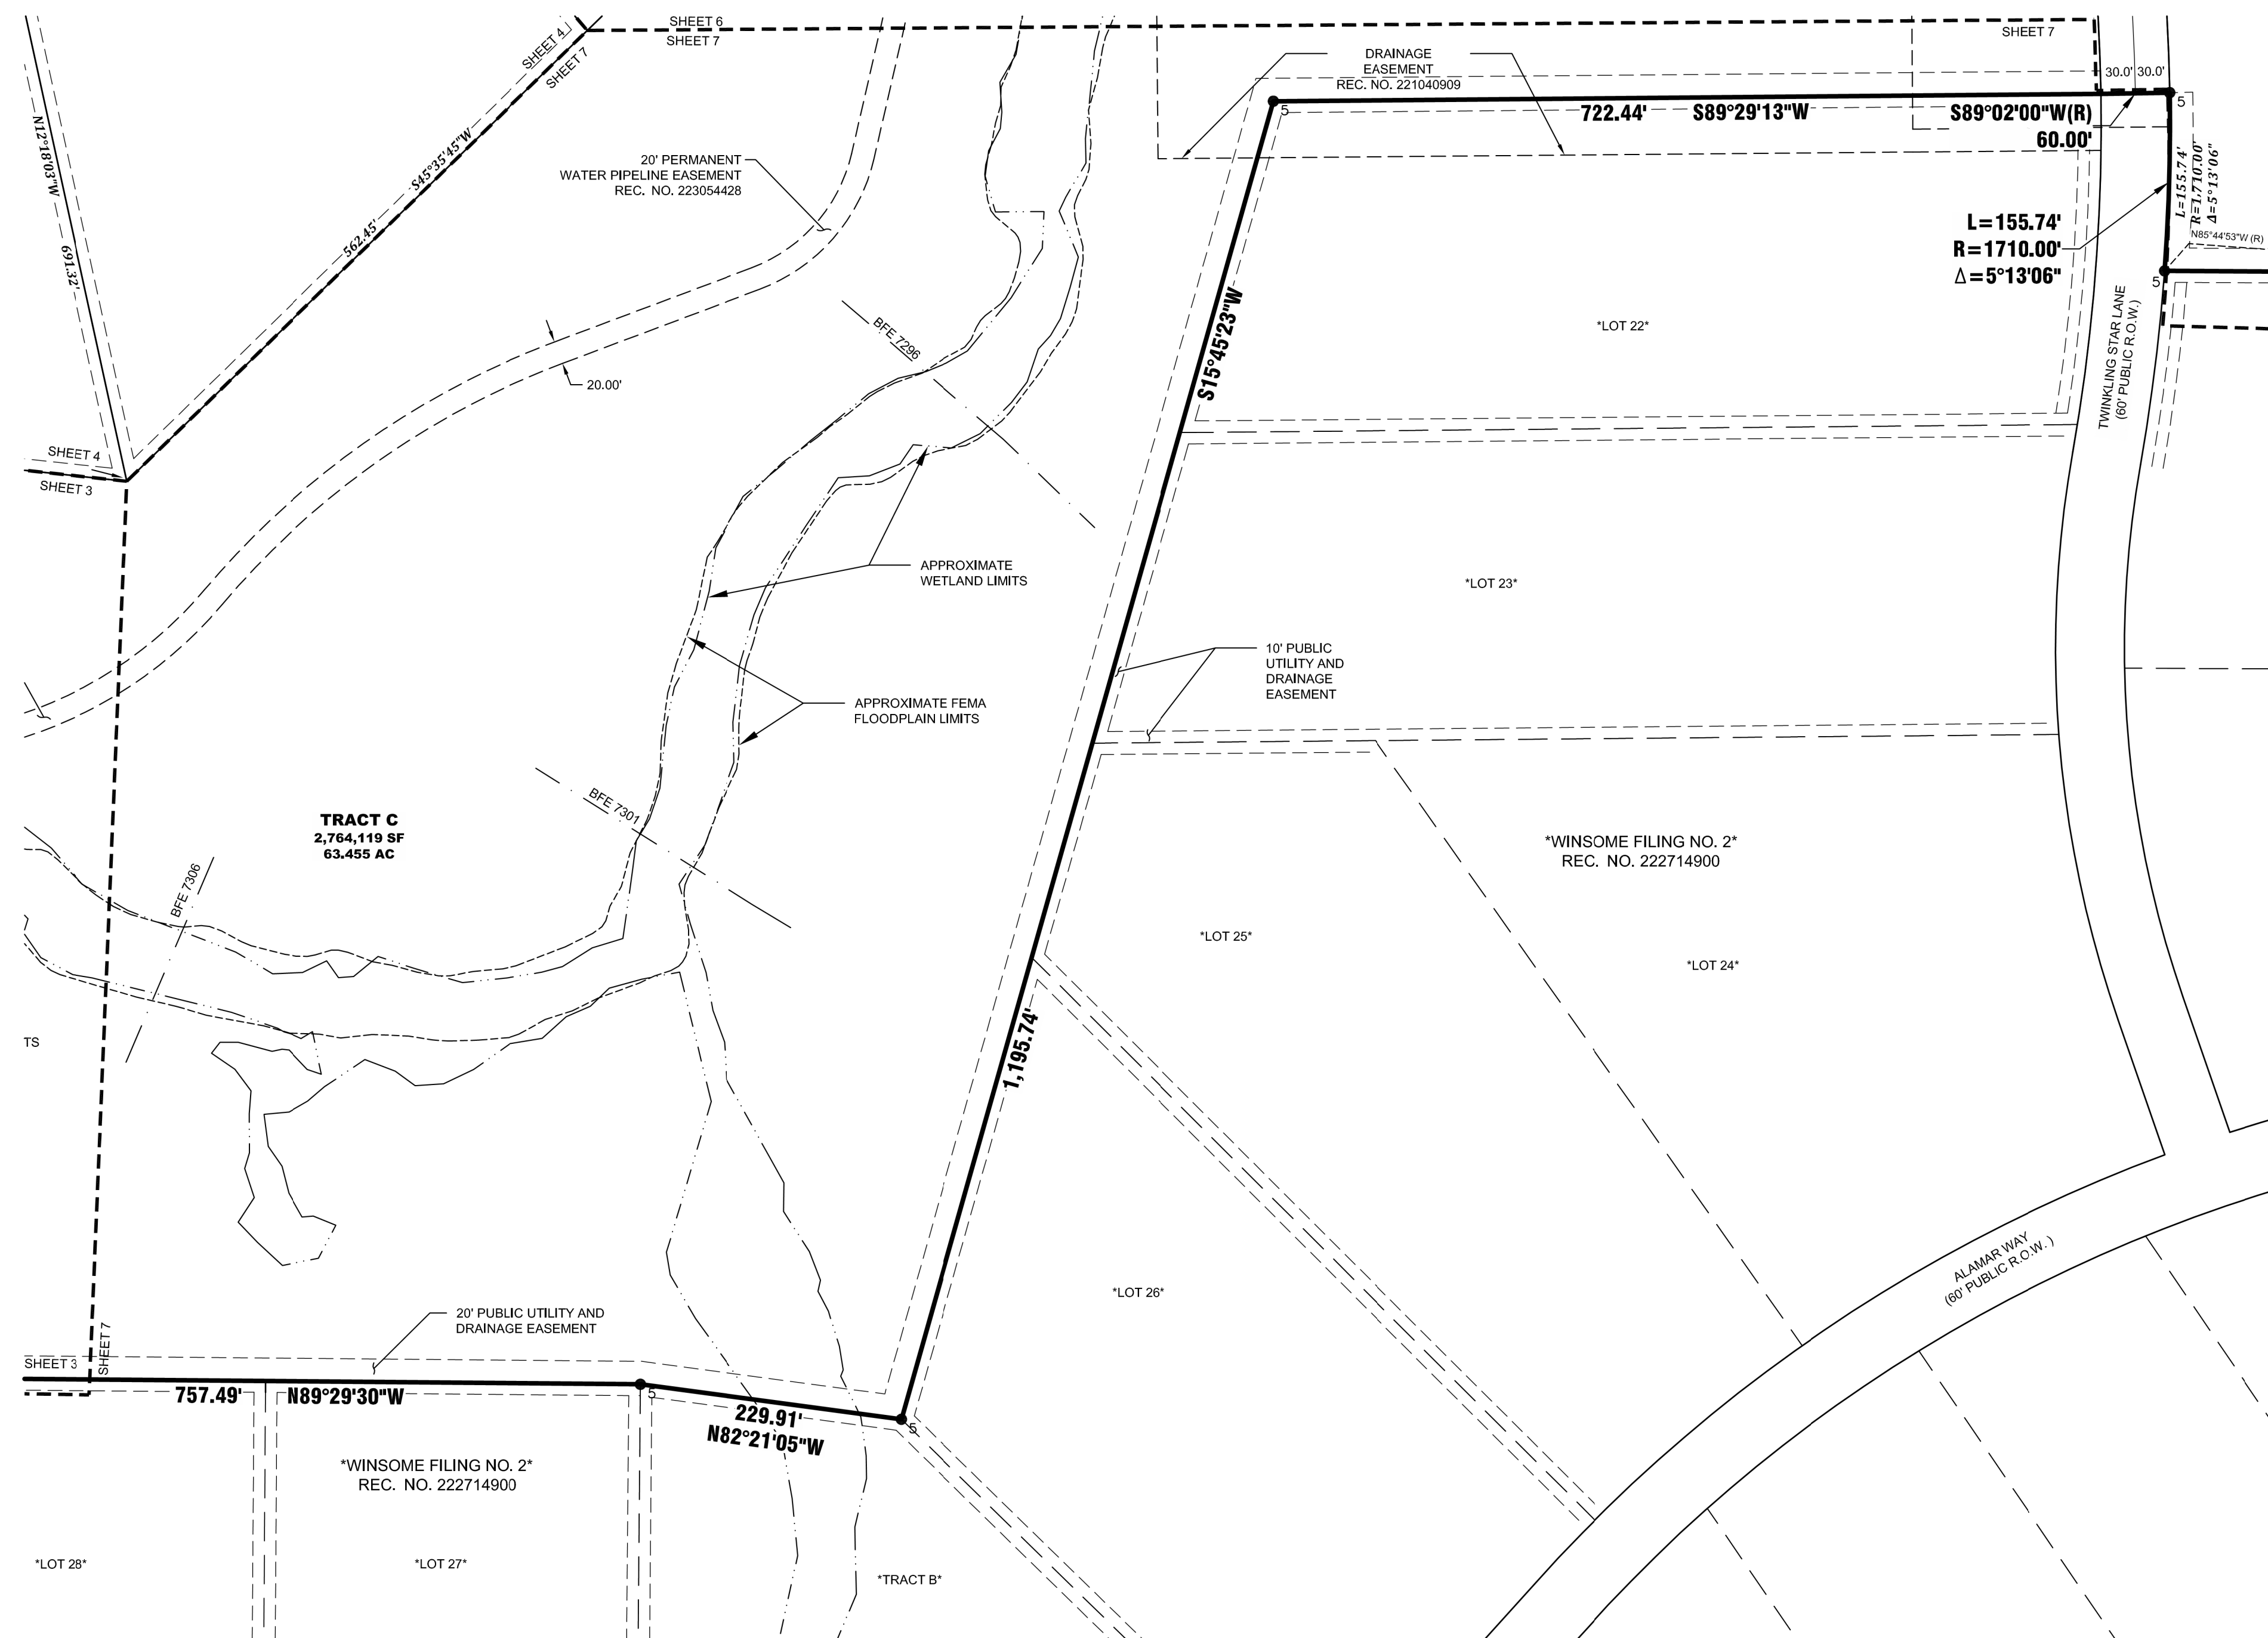 SHEET 6
SHEET 7
SHEET 4
SHEET 7
SHEET 7
N12°18'03"W
691.32'
S45°35'45"W
562.45'
DRAINAGE
EASEMENT
REC. NO. 221040909
30.0' 30.0'
5
722.44' S89°29'13"W
S89°02'00"W(R)
60.00'
5
L=155.74'
R=1,710.00'
Δ=5°13'06"
20' PERMANENT
WATER PIPELINE EASEMENT
REC. NO. 223054428
L=155.74'
R=1710.00'
Δ=5°13'06"
N85°44'53"W (R)
5
TWINKLING STAR LANE
(60' PUBLIC R.O.W.)
BFE 7296
S15°45'23"W
*LOT 22*
20.00'
SHEET 4
SHEET 3
APPROXIMATE
WETLAND LIMITS
*LOT 23*
10' PUBLIC
UTILITY AND
DRAINAGE
EASEMENT
APPROXIMATE FEMA
FLOODPLAIN LIMITS
BFE 7301
TRACT C
2,764,119 SF
63.455 AC
*WINSOME FILING NO. 2*
REC. NO. 222714900
BFE 7306
*LOT 25*
*LOT 24*
TS
1,195.74'
ALAMAR WAY
(60' PUBLIC R.O.W. )
*LOT 26*
20' PUBLIC UTILITY AND
DRAINAGE EASEMENT
SHEET 3
SHEET 7
757.49' N89°29'30"W
5
229.91'
N82°21'05"W
5
*WINSOME FILING NO. 2*
REC. NO. 222714900
*LOT 28*
*LOT 27*
*TRACT B*